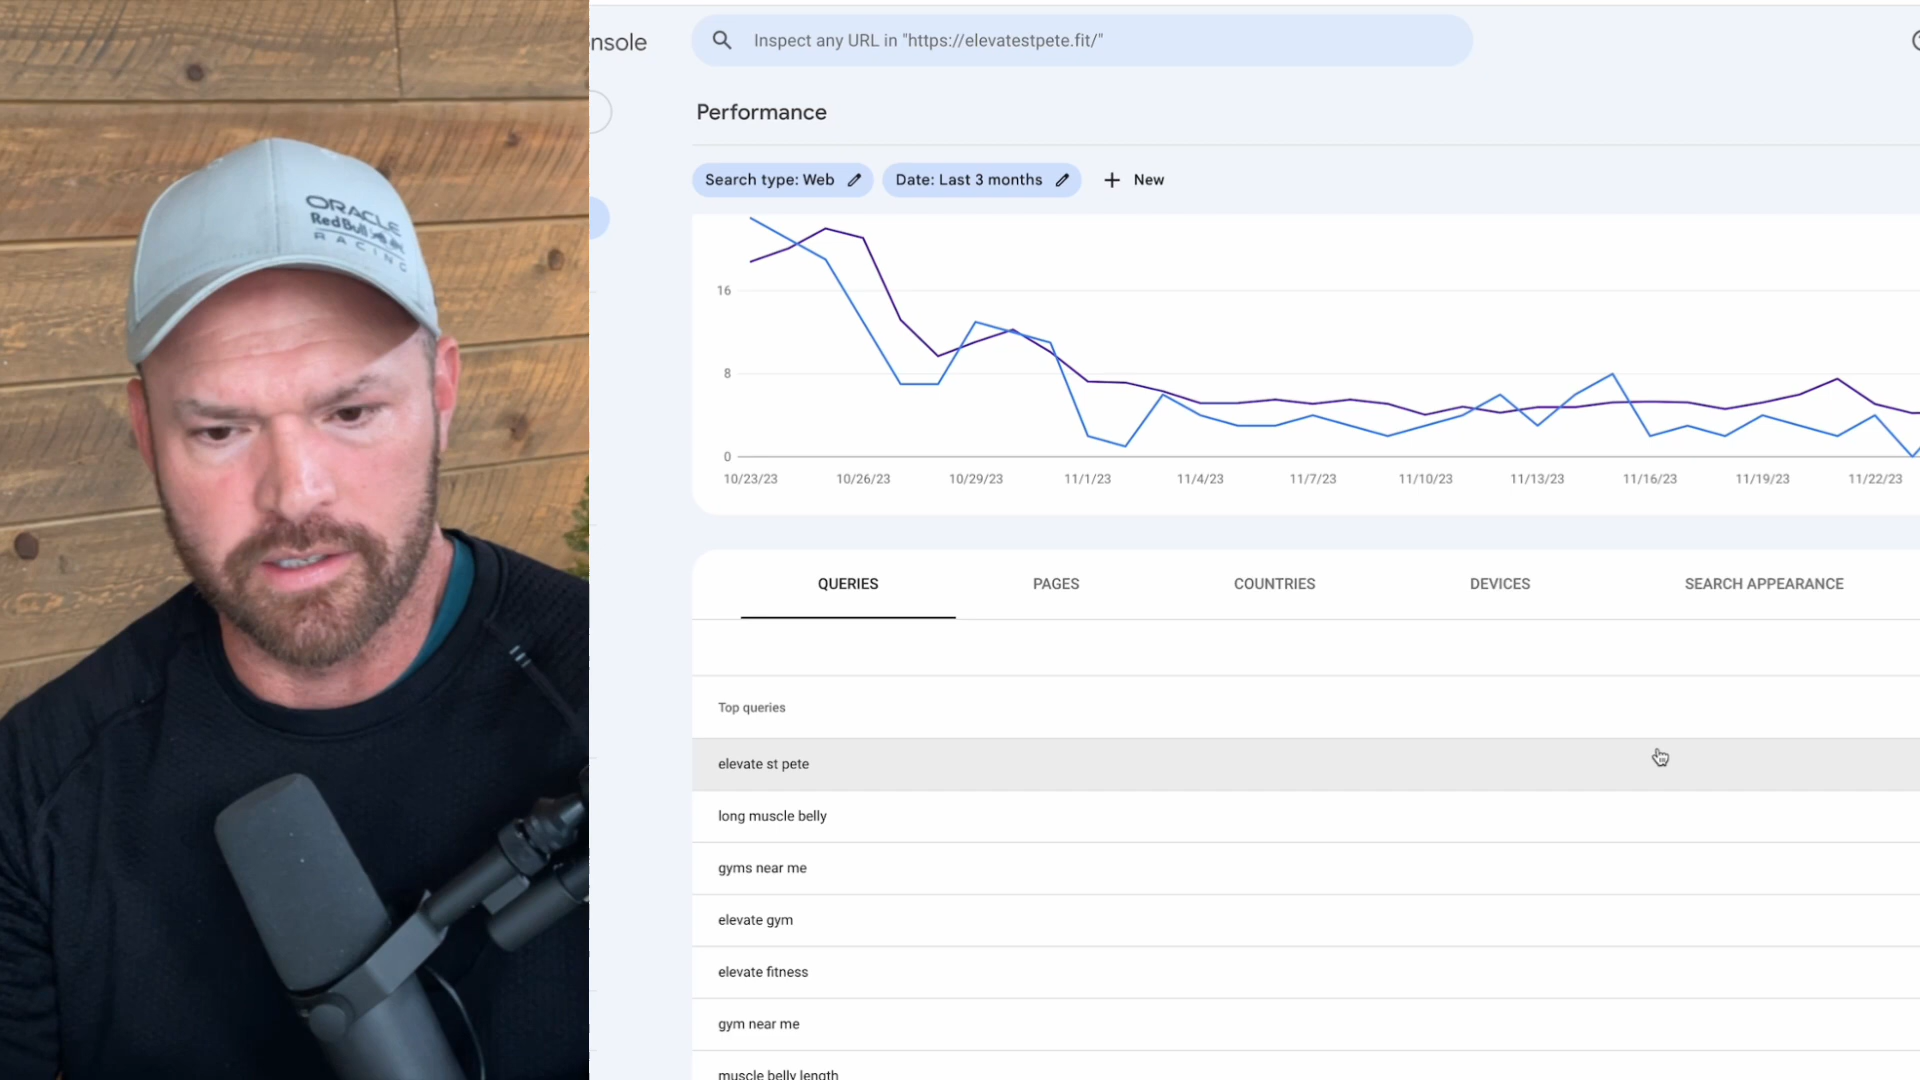 ORACLE
Red Bull
RACING
onsole
Inspect any URL in "https://elevatestpete.fit/"
Performance
Search type: Web
Date: Last 3 months
New
16
8
0
10/23/23
10/26/23
10/29/23
11/1/23
11/4/23
11/7/23
11/10/23
11/13/23
11/16/23
11/19/23
11/22/23
QUERIES
PAGES
COUNTRIES
DEVICES
SEARCH APPEARANCE
Top queries
elevate st pete
long muscle belly
gyms near me
elevate gym
elevate fitness
gym near me
muscle belly length